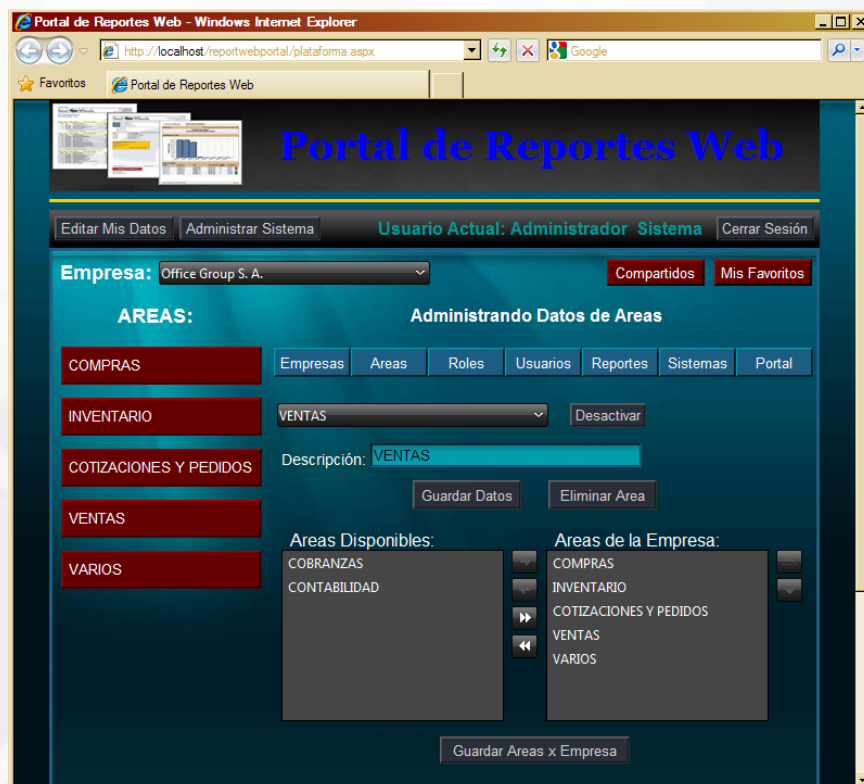 Portal de Reportes Web - Windows Internet Explorer
http://localhost/reportwebportal/plataforma.aspx
Google
Favoritos
Portal de Reportes Web
Portal de Reportes Web
Editar Mis Datos Administrar Sistema Usuario Actual: Administrador Sistema Cerrar Sesión
Empresa: Office Group S. A. Compartidos Mis Favoritos
AREAS: Administrando Datos de Areas
Empresas Areas Roles Usuarios Reportes Sistemas Portal
COMPRAS
INVENTARIO
COTIZACIONES Y PEDIDOS
VENTAS
VARIOS
VENTAS Desactivar
Descripción: VENTAS
Guardar Datos Eliminar Area
Areas Disponibles:
COBRANZAS
CONTABILIDAD
Areas de la Empresa:
COMPRAS
INVENTARIO
COTIZACIONES Y PEDIDOS
VENTAS
VARIOS
Guardar Areas x Empresa